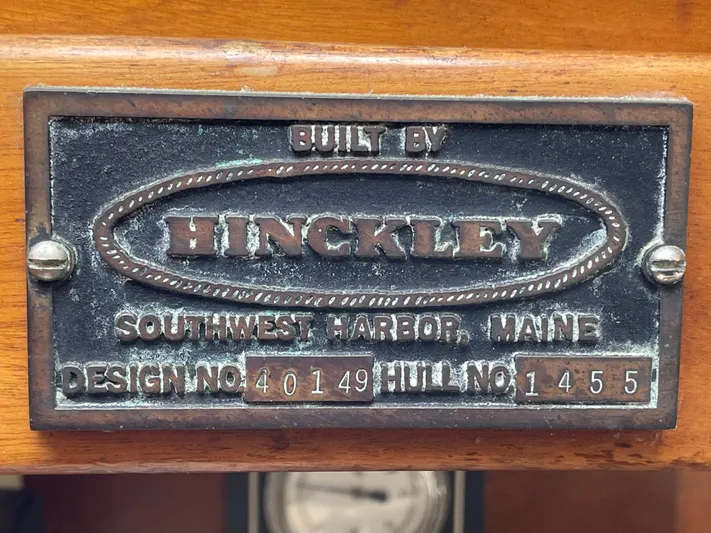 BUILT BY
HINCKLEY
SOUTHWEST HARBOR, MAINE
DESIGN NO. 40149 HULL NO. 1455